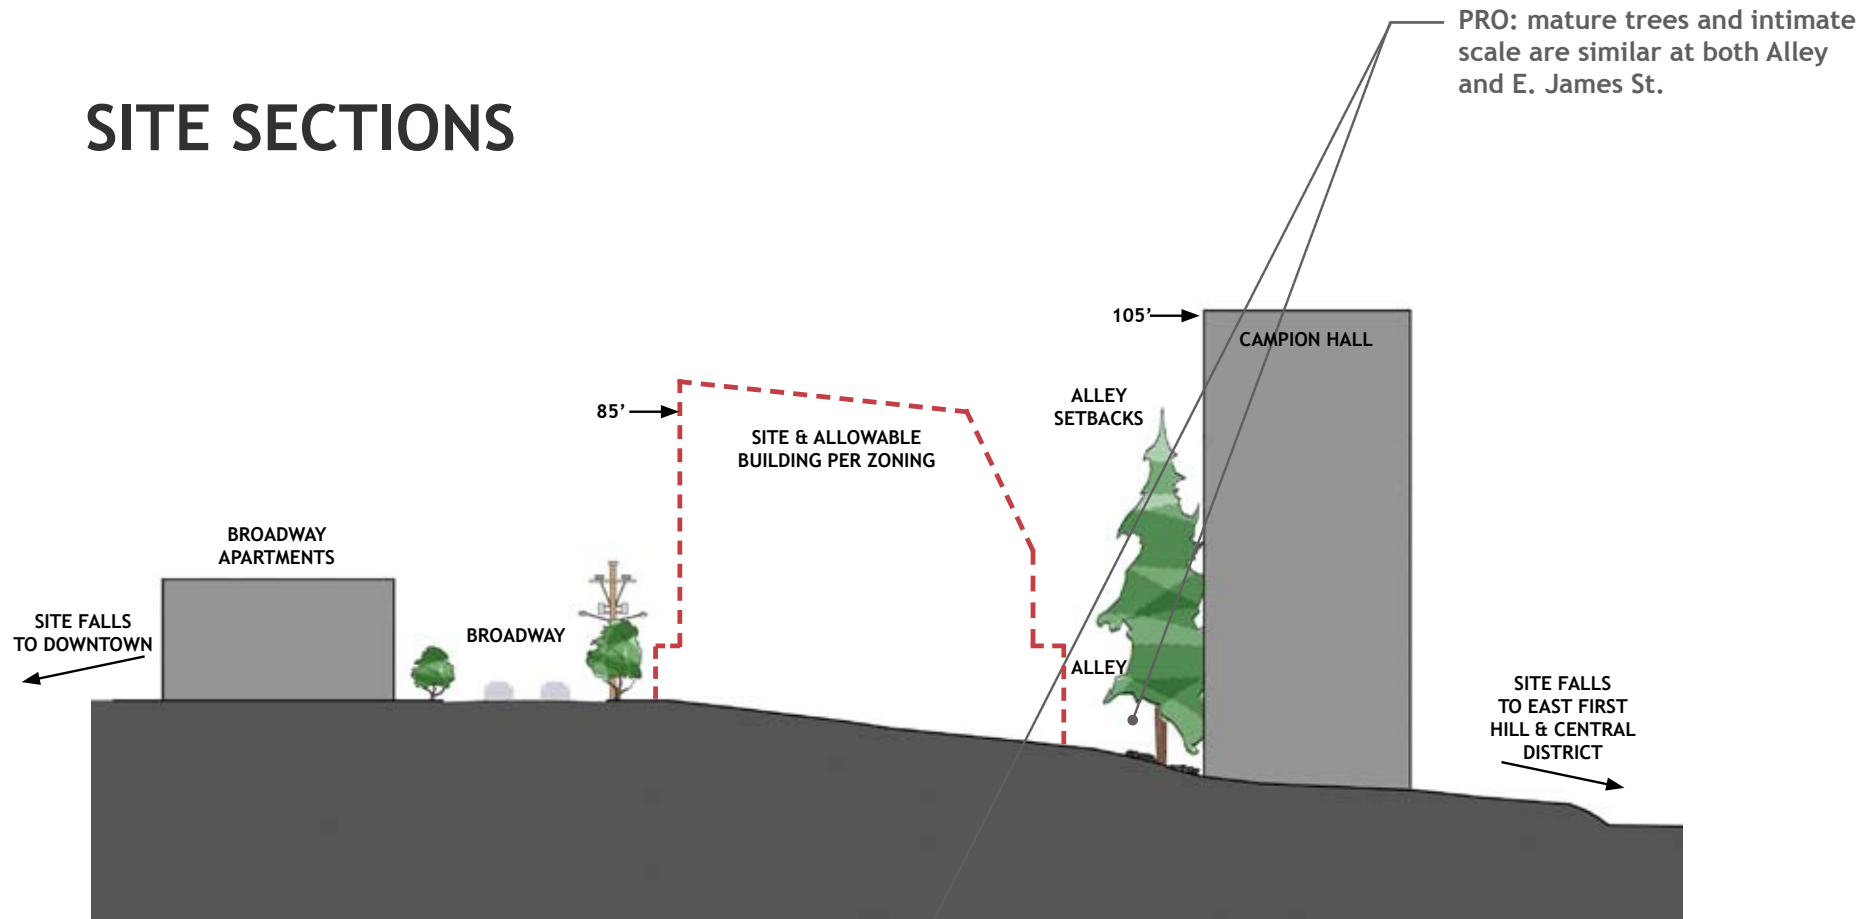 PRO: mature trees and intimate
scale are similar at both Alley
and E. James St.
SITE SECTIONS
105’
CAMPION HALL
85’
SITE & ALLOWABLE
BUILDING PER ZONING
ALLEY
SETBACKS
BROADWAY
APARTMENTS
SITE FALLS
TO DOWNTOWN
BROADWAY
ALLEY
SITE FALLS
TO EAST FIRST
HILL & CENTRAL
DISTRICT